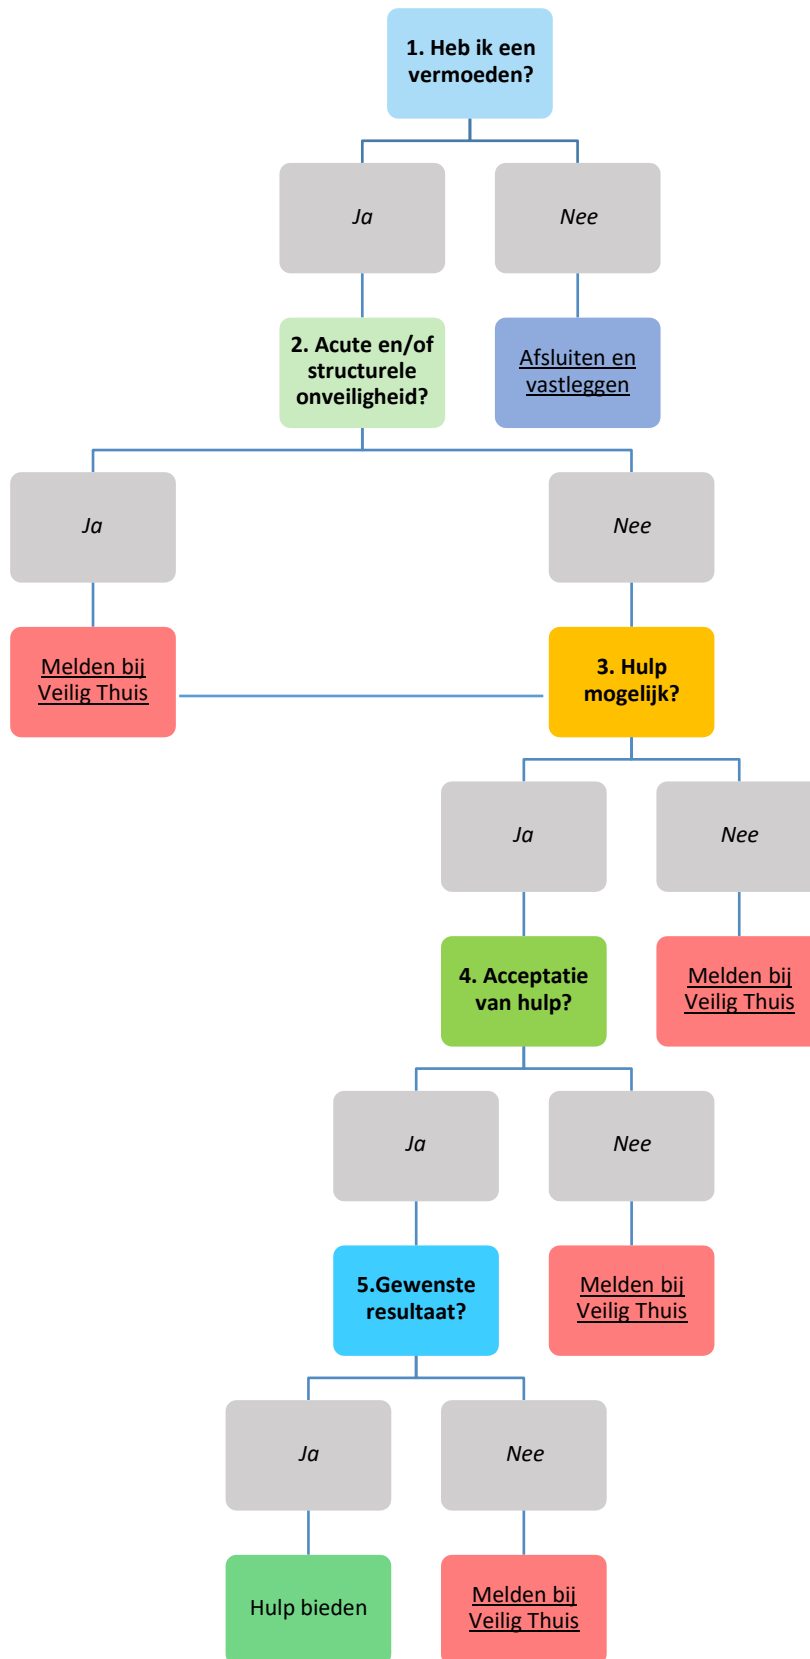 1. Heb ik een
vermoeden?
Ja
Nee
2. Acute en/of
structurele
onveiligheid?
Afsluiten en
vastleggen
Ja
Nee
Melden bij
Veilig Thuis
3. Hulp
mogelijk?
Ja
Nee
4. Acceptatie
van hulp?
Melden bij
Veilig Thuis
Ja
Nee
5.Gewenste
resultaat?
Melden bij
Veilig Thuis
Ja
Nee
Hulp bieden
Melden bij
Veilig Thuis